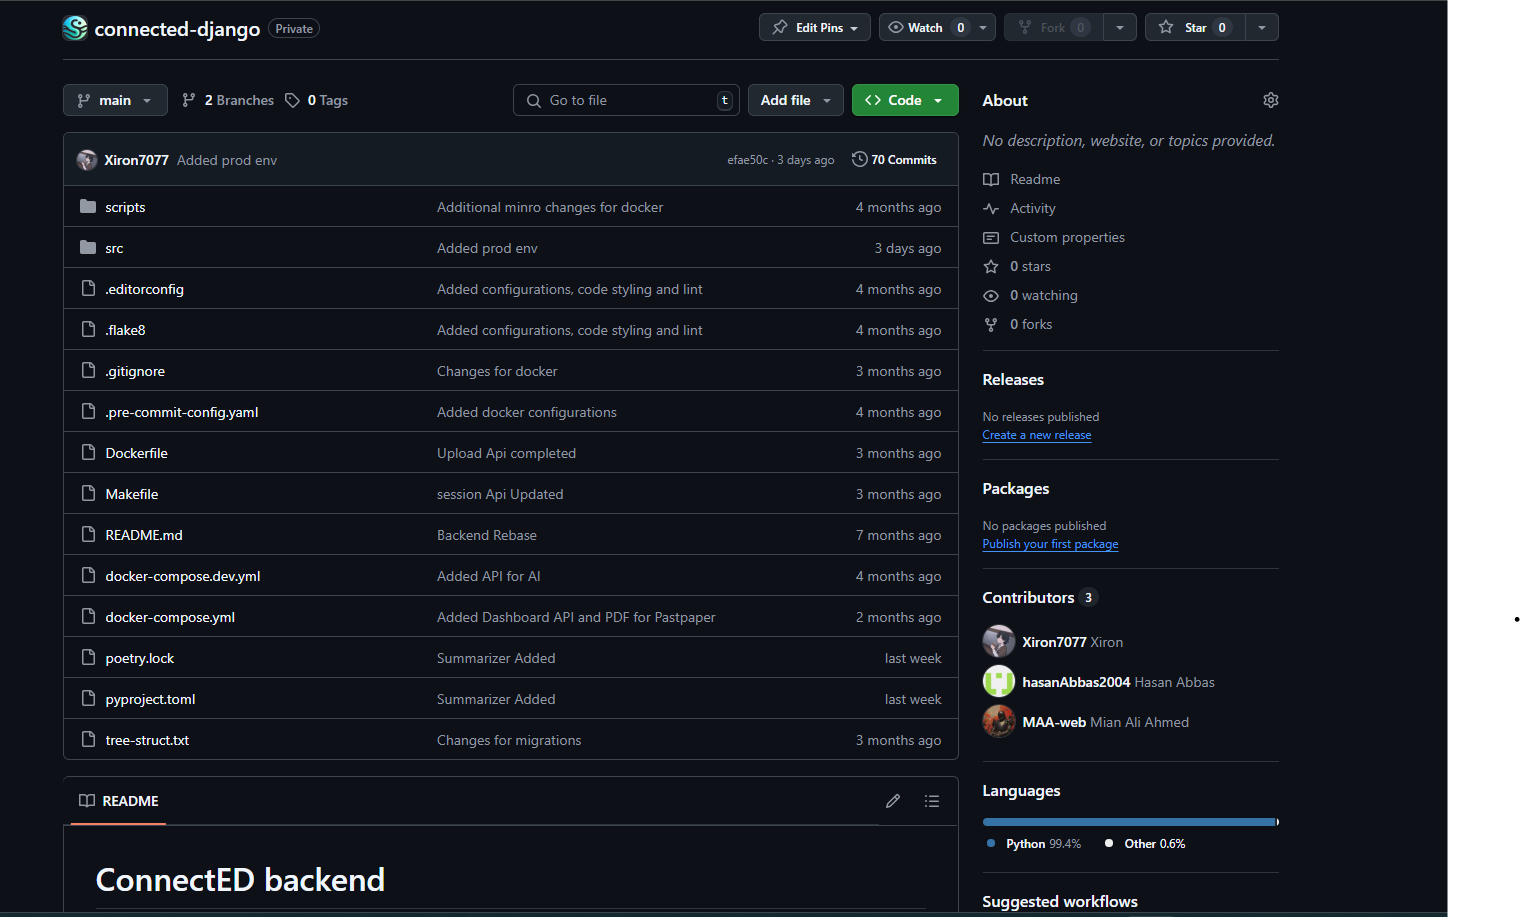 connected-django Private Edit Pins Watch 0 Fork 0 Star 0
main 2 Branches 0 Tags Go to file t Add file Code
Xiron7077 Added prod env efae50c · 3 days ago 70 Commits
scripts Additional minro changes for docker 4 months ago
src Added prod env 3 days ago
.editorconfig Added configurations, code styling and lint 4 months ago
.flake8 Added configurations, code styling and lint 4 months ago
.gitignore Changes for docker 3 months ago
.pre-commit-config.yaml Added docker configurations 4 months ago
Dockerfile Upload Api completed 3 months ago
Makefile session Api Updated 3 months ago
README.md Backend Rebase 7 months ago
docker-compose.dev.yml Added API for AI 4 months ago
docker-compose.yml Added Dashboard API and PDF for Pastpaper 2 months ago
poetry.lock Summarizer Added last week
pyproject.toml Summarizer Added last week
tree-struct.txt Changes for migrations 3 months ago
README
ConnectED backend
About
No description, website, or topics provided.
Readme
Activity
Custom properties
0 stars
0 watching
0 forks
Releases
No releases published
Create a new release
Packages
No packages published
Publish your first package
Contributors 3
Xiron7077 Xiron
hasanAbbas2004 Hasan Abbas
MAA-web Mian Ali Ahmed
Languages
Python 99.4% Other 0.6%
Suggested workflows